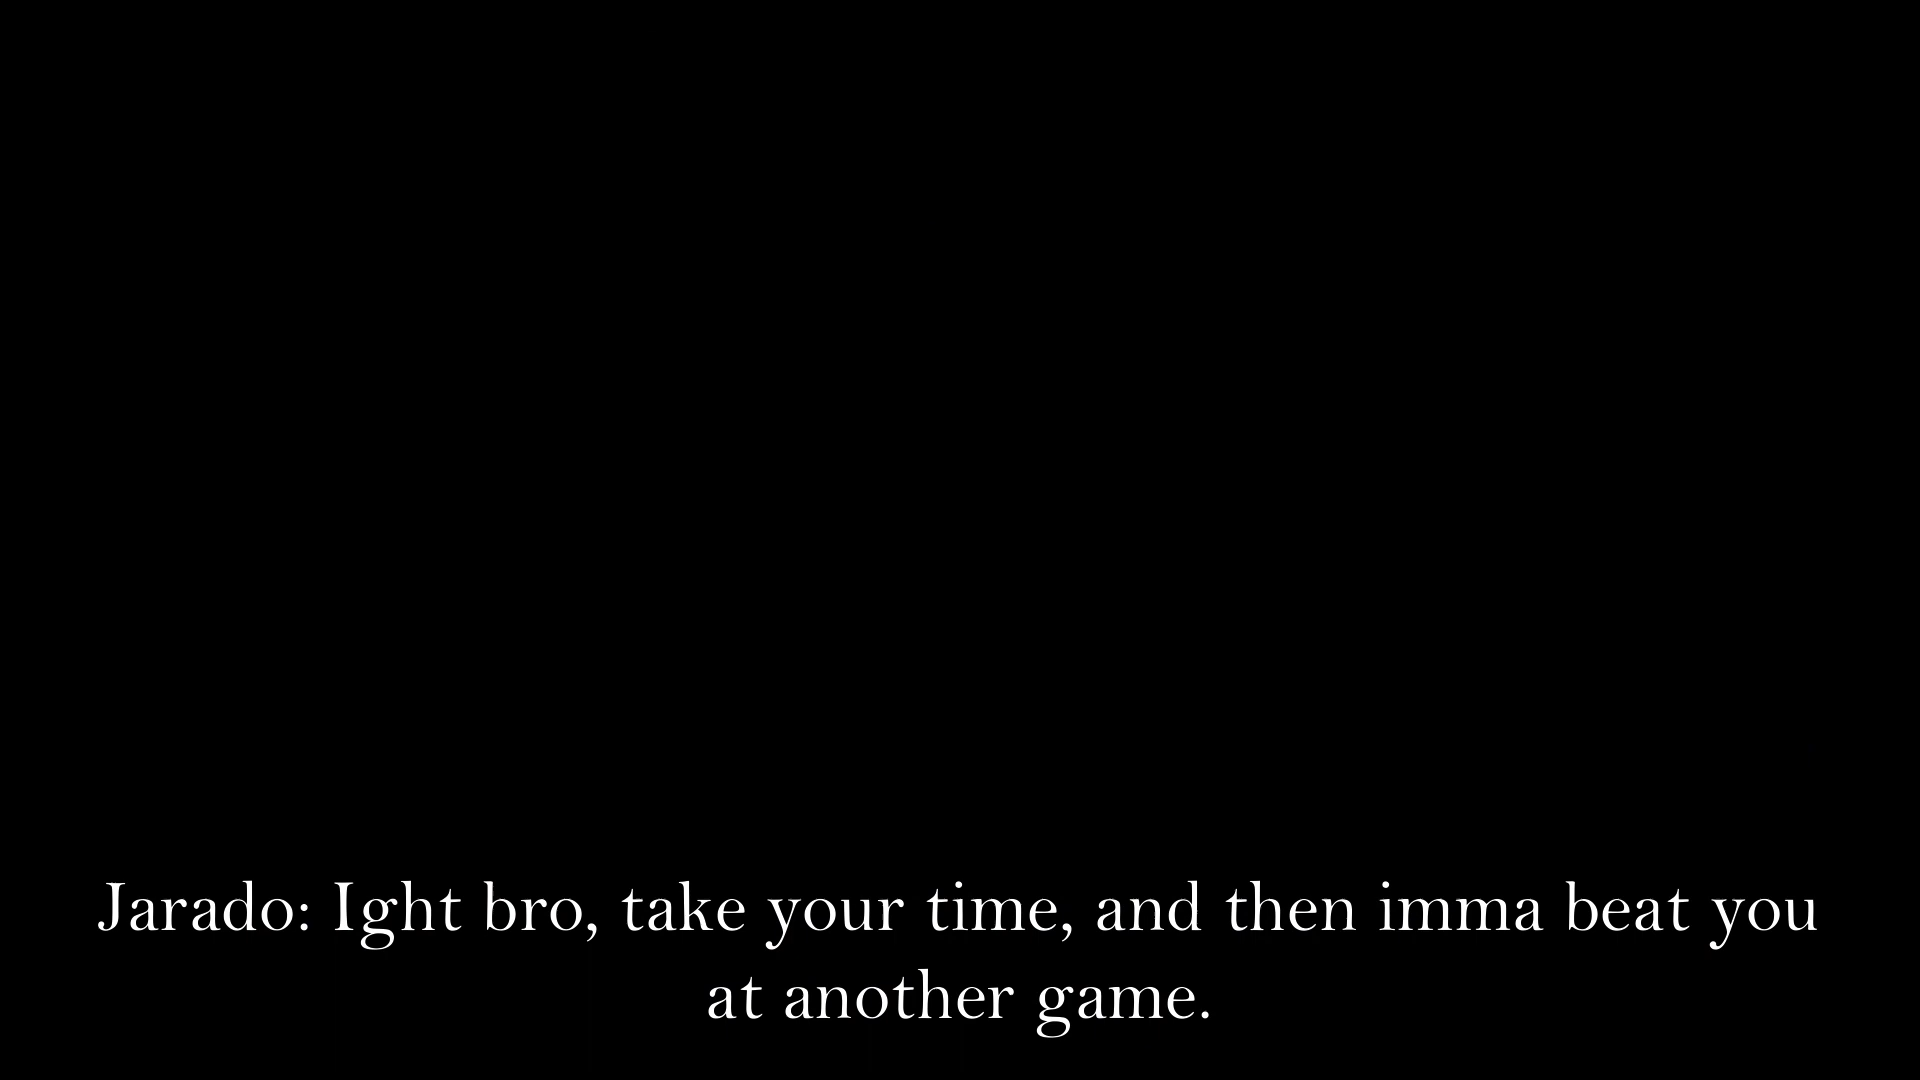 Jarado: Ight bro, take your time, and then imma beat you
at another game.